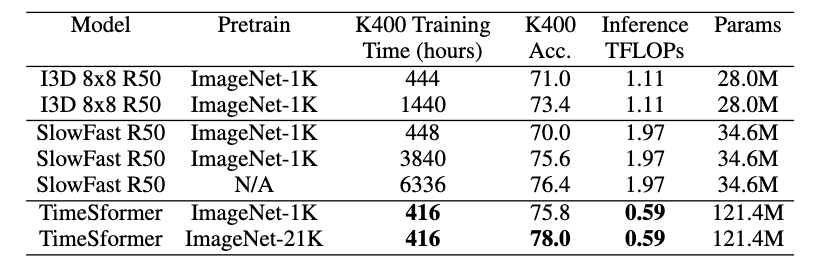 Model Pretrain K400 Training K400 Inference Params
Time (hours) Acc. TFLOPs
I3D 8x8 R50 ImageNet-1K 444 71.0 1.11 28.0M
I3D 8x8 R50 ImageNet-1K 1440 73.4 1.11 28.0M
SlowFast R50 ImageNet-1K 448 70.0 1.97 34.6M
SlowFast R50 ImageNet-1K 3840 75.6 1.97 34.6M
SlowFast R50 N/A 6336 76.4 1.97 34.6M
TimeSformer ImageNet-1K 416 75.8 0.59 121.4M
TimeSformer ImageNet-21K 416 78.0 0.59 121.4M